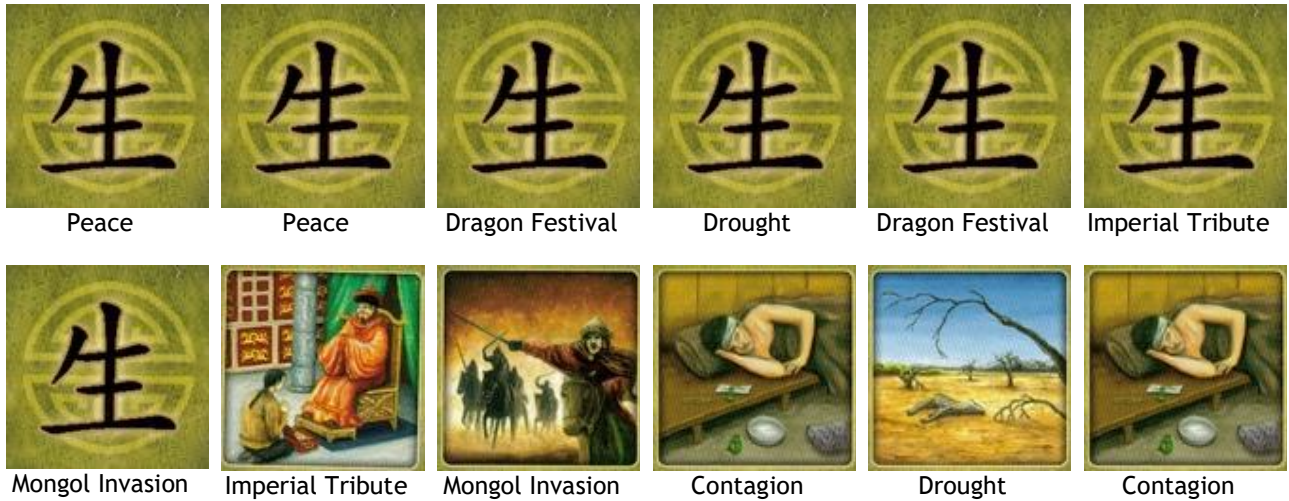 生 生 生 生 生 生
Peace Peace Dragon Festival Drought Dragon Festival Imperial Tribute
生
Mongol Invasion Imperial Tribute Mongol Invasion Contagion Drought Contagion